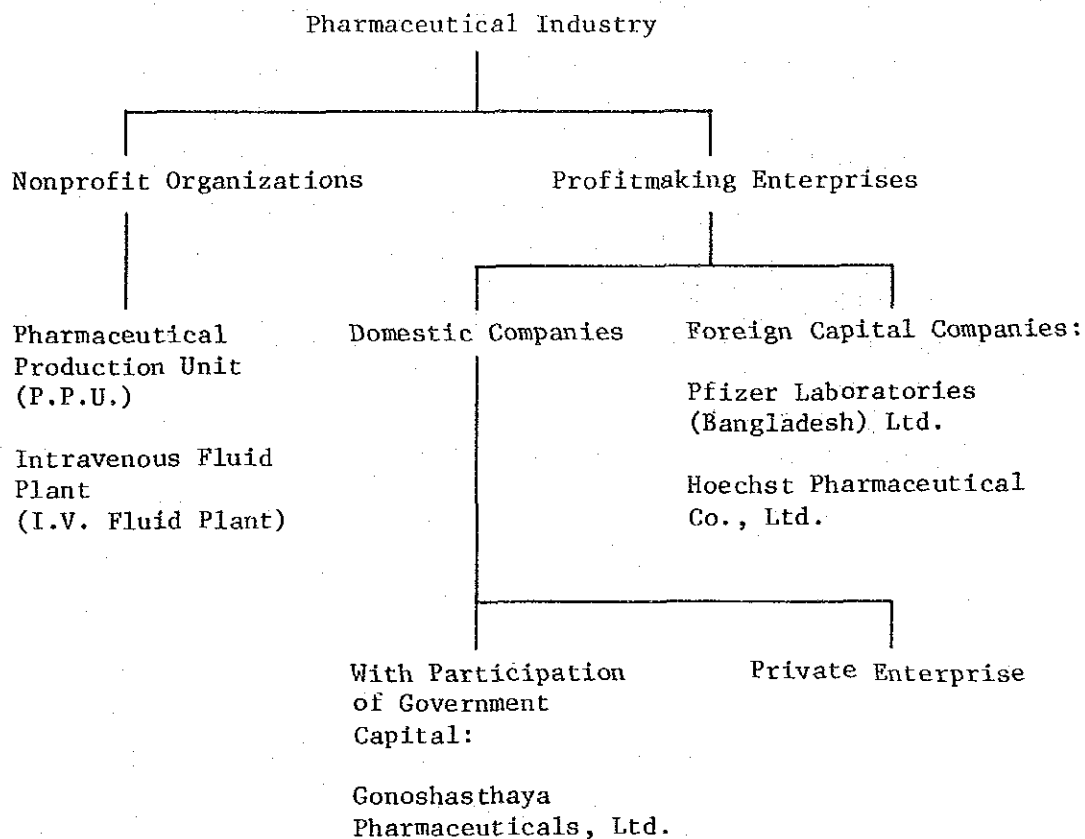 Pharmaceutical Industry
Nonprofit Organizations
Profitmaking Enterprises
Pharmaceutical
Production Unit
(P.P.U.)
Intravenous Fluid
Plant
(I.V. Fluid Plant)
Domestic Companies
Foreign Capital Companies:
Pfizer Laboratories
(Bangladesh) Ltd.
Hoechst Pharmaceutical
Co., Ltd.
With Participation
of Government
Capital:
Gonoshasthaya
Pharmaceuticals, Ltd.
Private Enterprise